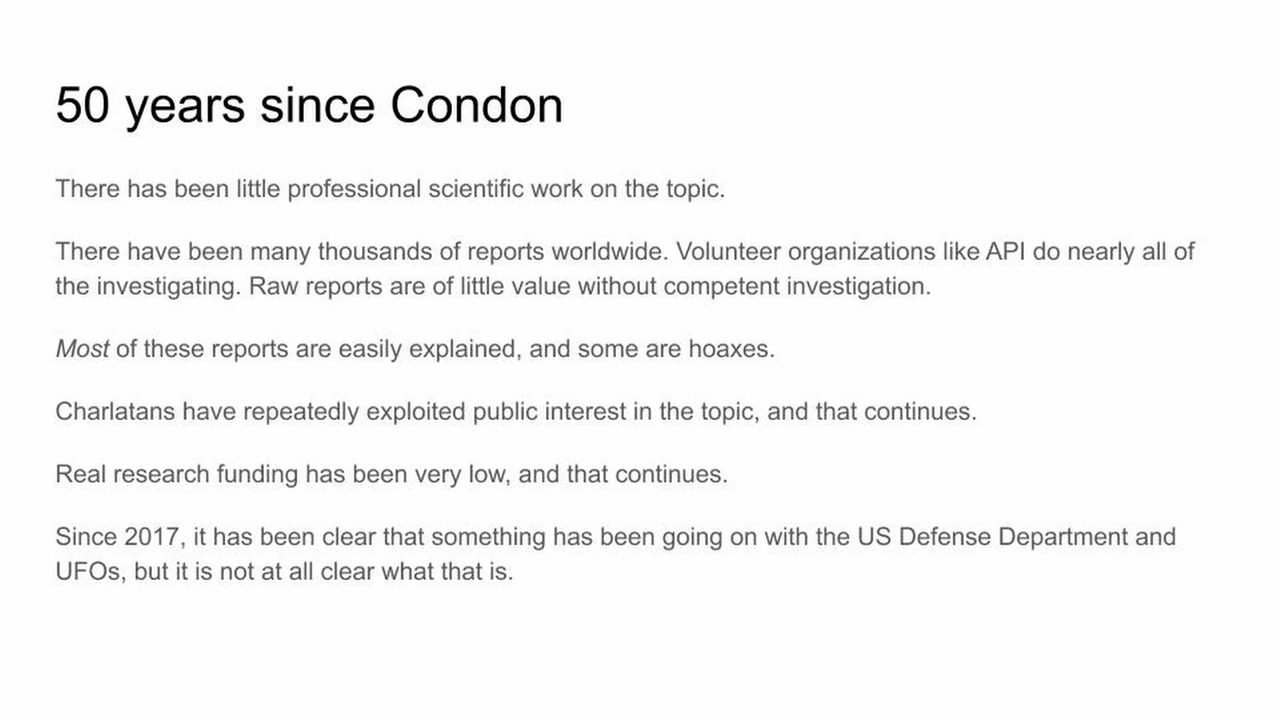 50 years since Condon
There has been little professional scientific work on the topic.
There have been many thousands of reports worldwide. Volunteer organizations like API do nearly all of
the investigating. Raw reports are of little value without competent investigation.
Most of these reports are easily explained, and some are hoaxes.
Charlatans have repeatedly exploited public interest in the topic, and that continues.
Real research funding has been very low, and that continues.
Since 2017, it has been clear that something has been going on with the US Defense Department and
UFOs, but it is not at all clear what that is.